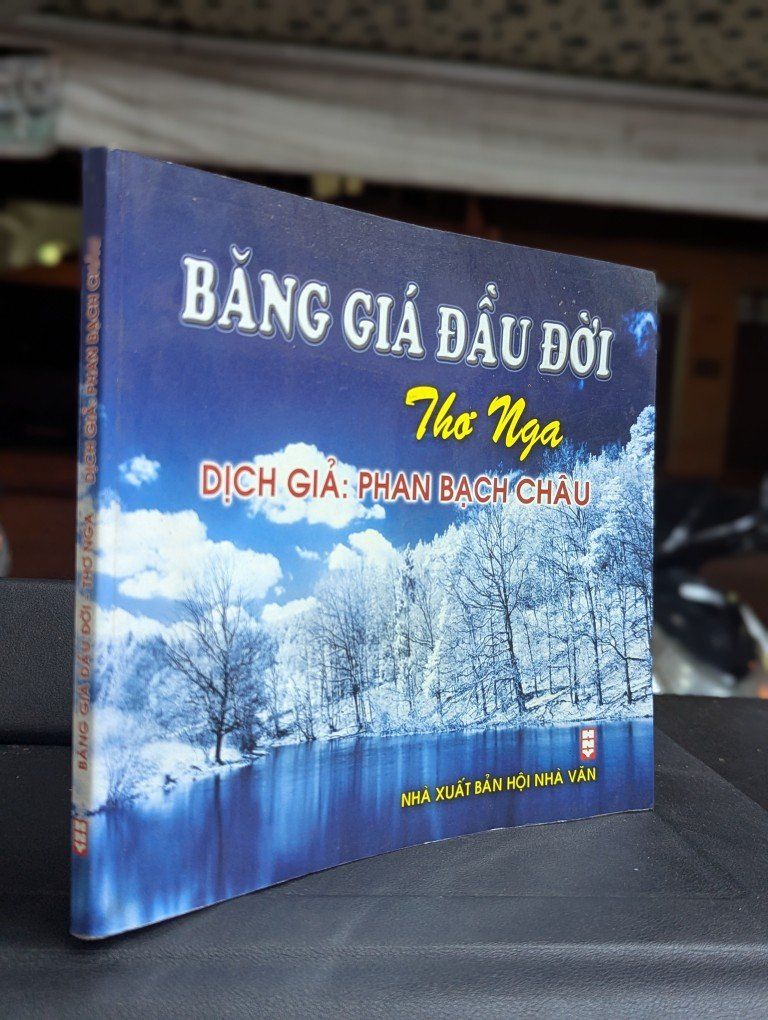 BĂNG GIÁ ĐẦU ĐỜI
Thơ Nga
DỊCH GIẢ: PHAN BẠCH CHÂU
HNV
NHÀ XUẤT BẢN HỘI NHÀ VĂN
BĂNG GIÁ ĐẦU ĐỜI - THƠ NGA DỊCH GIẢ: PHAN BẠCH CHÂU